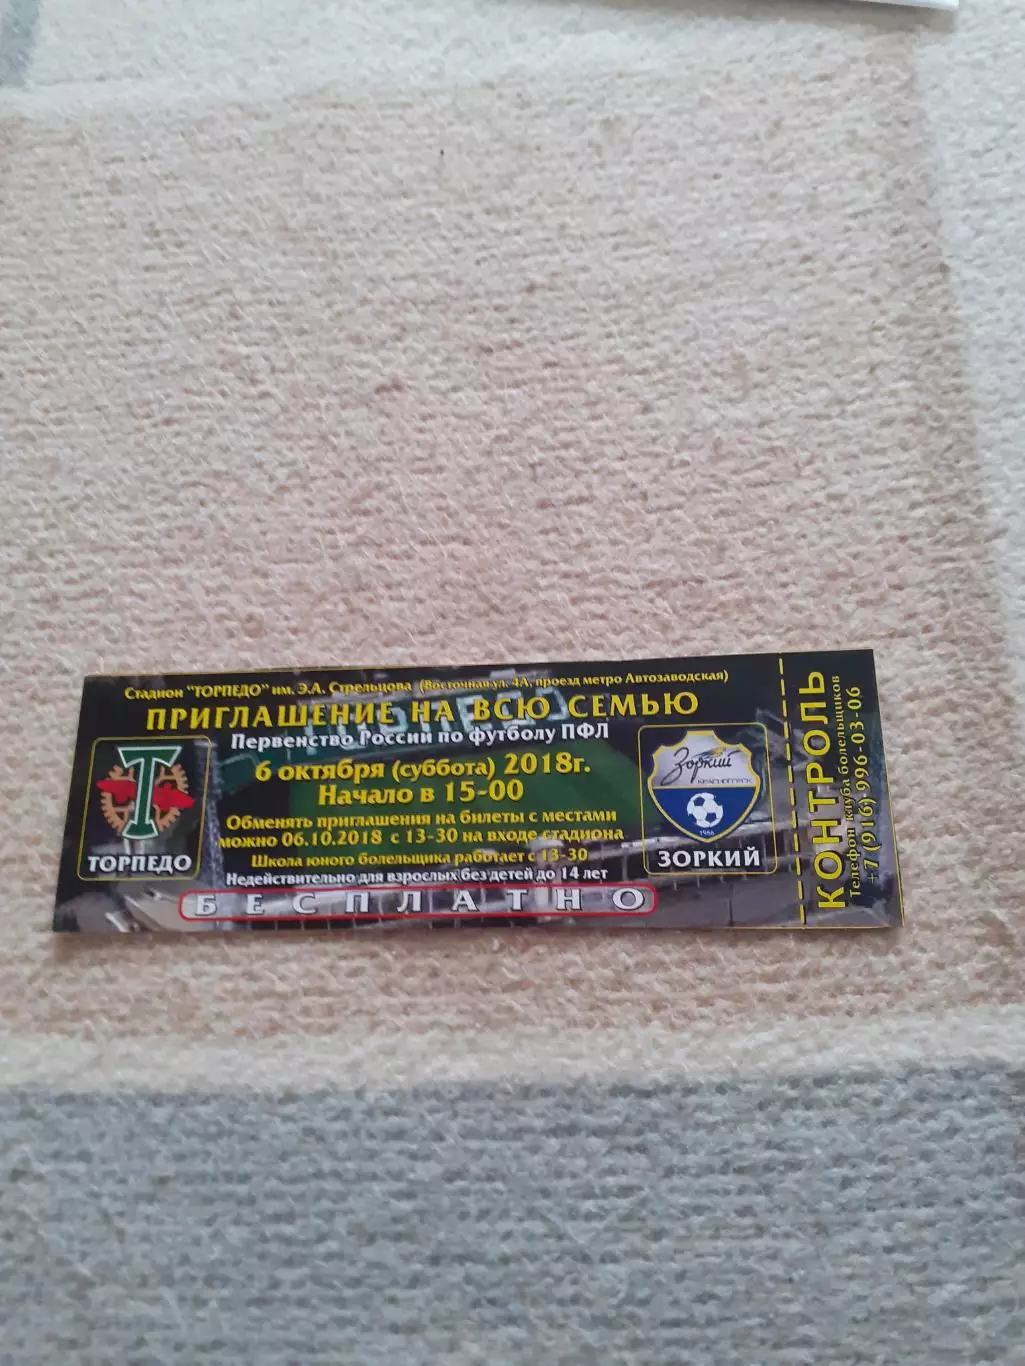 Стадион "ТОРПЕДО" им. Э.А. Стрельцова (Восточная ул. 4А, проезд метро Автозаводская)
ПРИГЛАШЕНИЕ НА ВСЮ СЕМЬЮ
Первенство России по футболу ПФЛ
6 октября (суббота) 2018г.
Начало в 15-00
Обменять приглашения на билеты с местами
можно 06.10.2018 с 13-30 на входе стадиона
Школа юного болельщика работает с 13-30
Недействительно для взрослых без детей до 14 лет
БЕСПЛАТНО
ТОРПЕДО
Зоркий
КРАСНОГОРСК
1986
ЗОРКИЙ
КОНТРОЛЬ
Телефон клуба болельщиков
+7 (916) 996-03-06